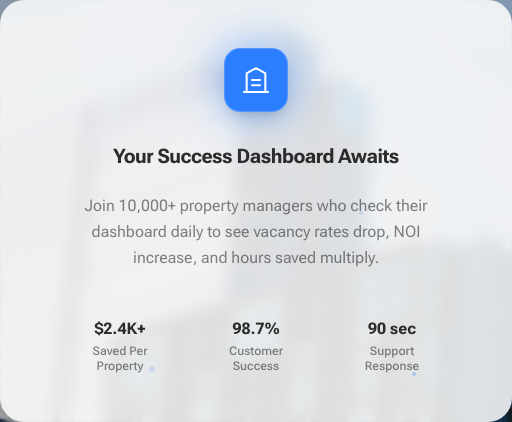 Your Success Dashboard Awaits
Join 10,000+ property managers who check their
dashboard daily to see vacancy rates drop, NOI
increase, and hours saved multiply.
$2.4K+ 98.7% 90 sec
Saved Per Customer Support
Property Success Response